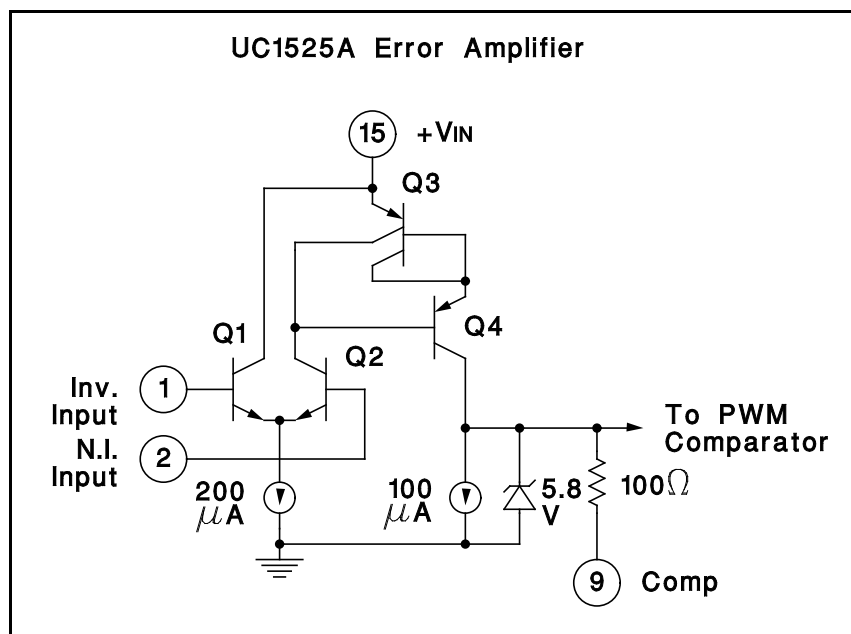 UC1525A Error Amplifier
15
+VIN
Q3
Q1
Q2
Q4
Inv.
Input
1
N.I.
Input
2
200
μA
100
μA
5.8
V
100Ω
To PWM
Comparator
9
Comp